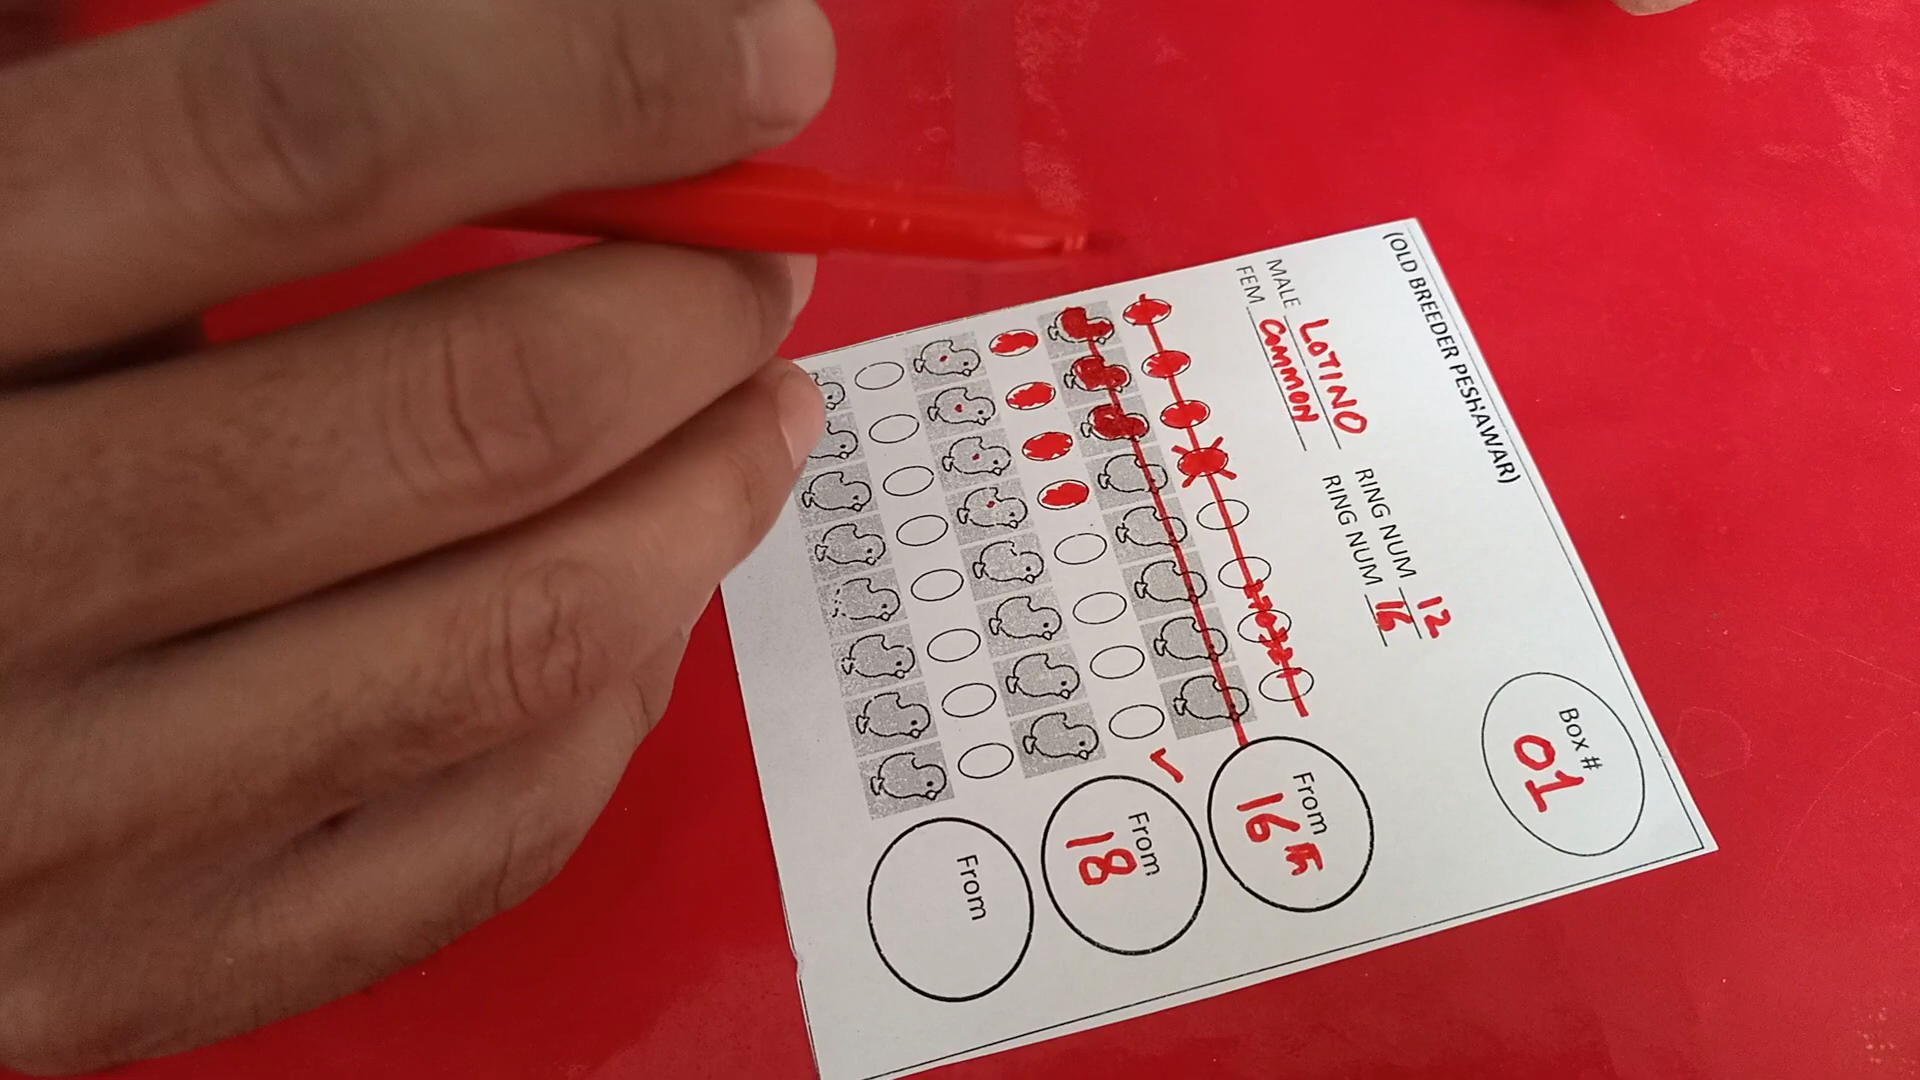 (OLD BREEDER PESHAWAR)
MALE LOTINO RING NUM 12
FEM COMMON RING NUM 16
Box #
01
From
16th
From
18
From